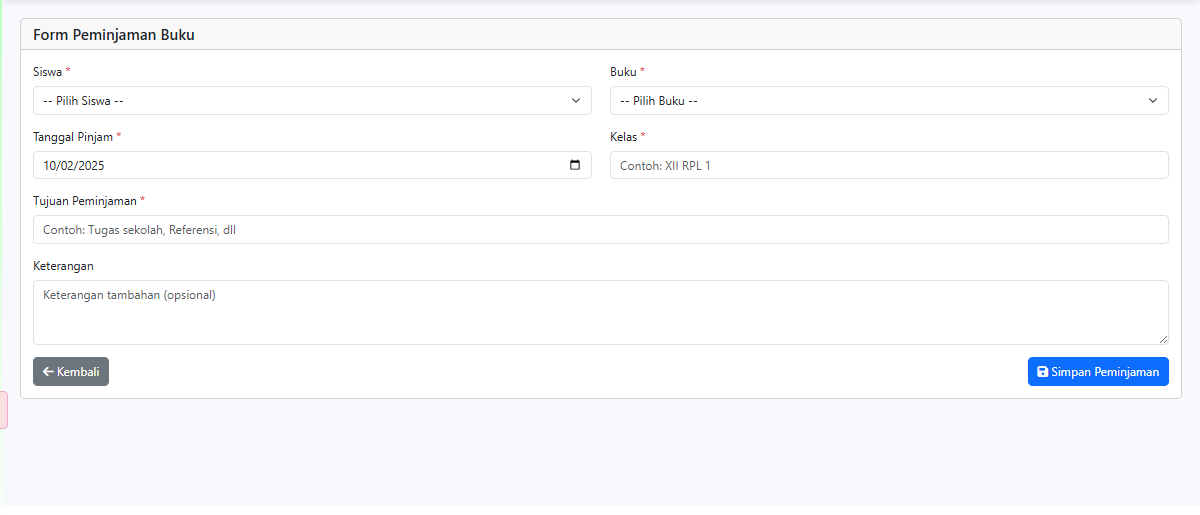 Form Peminjaman Buku
Siswa * Buku *
-- Pilih Siswa -- -- Pilih Buku --
Tanggal Pinjam * Kelas *
10/02/2025 Contoh: XII RPL 1
Tujuan Peminjaman *
Contoh: Tugas sekolah, Referensi, dll
Keterangan
Keterangan tambahan (opsional)
Kembali Simpan Peminjaman